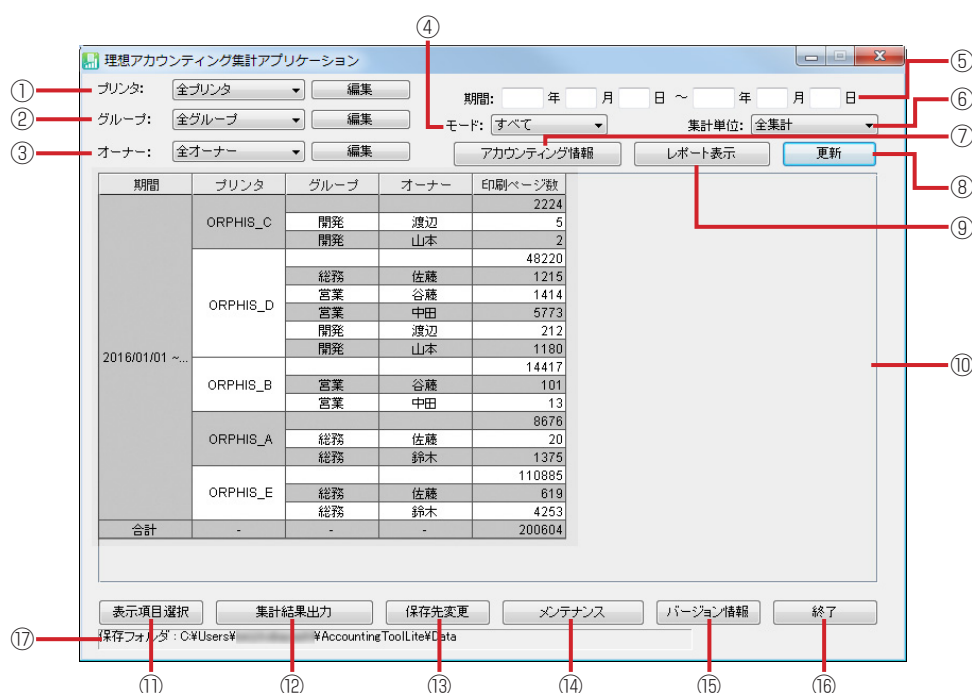 ④
理想アカウンティング集計アプリケーション
① プリンタ: 全プリンタ 編集
期間: 年 月 日 ～ 年 月 日 ⑤
② グループ: 全グループ 編集
モード: すべて 集計単位: 全集計 ⑥
③ オーナー: 全オーナー 編集
アカウンティング情報 レポート表示 更新
⑦
⑧
⑨
⑩
期間 プリンタ グループ オーナー 印刷ページ数
2016/01/01 ~...
ORPHIS_C
2224
開発 渡辺 5
開発 山本 2
ORPHIS_D
48220
総務 佐藤 1215
営業 谷藤 1414
営業 中田 5773
開発 渡辺 212
開発 山本 1180
ORPHIS_B
14417
営業 谷藤 101
営業 中田 13
ORPHIS_A
8676
総務 佐藤 20
総務 鈴木 1375
ORPHIS_E
110885
総務 佐藤 619
総務 鈴木 4253
合計 - - - 200604
表示項目選択 集計結果出力 保存先変更 メンテナンス バージョン情報 終了
⑰ 保存フォルダ : C:¥Users¥ ¥AccountingToolLite¥Data
⑪ ⑫ ⑬ ⑭ ⑮ ⑯